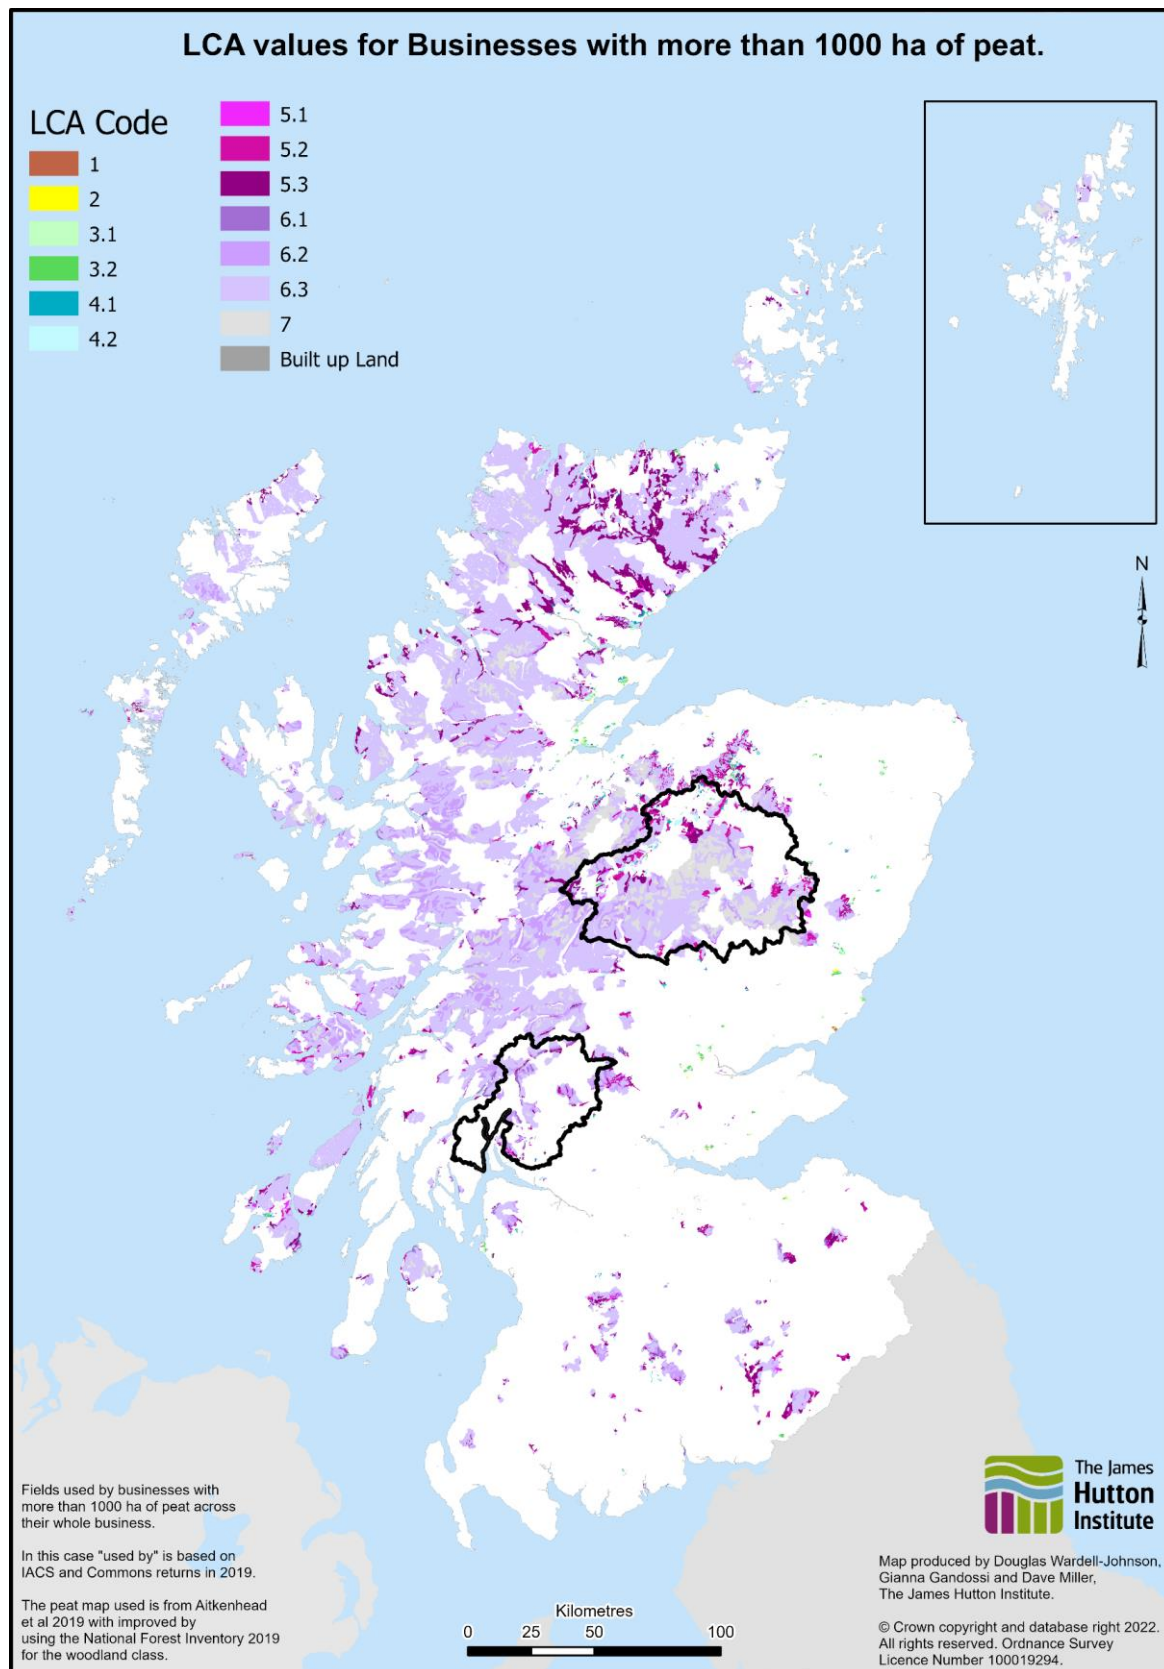 LCA values for Businesses with more than 1000 ha of peat.
LCA Code
1
2
3.1
3.2
4.1
4.2
5.1
5.2
5.3
6.1
6.2
6.3
7
Built up Land
N
Fields used by businesses with
more than 1000 ha of peat across
their whole business.
In this case "used by" is based on
IACS and Commons returns in 2019.
The peat map used is from Aitkenhead
et al 2019 with improved by
using the National Forest Inventory 2019
for the woodland class.
Kilometres
0 25 50 100
The James
Hutton
Institute
Map produced by Douglas Wardell-Johnson,
Gianna Gandossi and Dave Miller,
The James Hutton Institute.
© Crown copyright and database right 2022.
All rights reserved. Ordnance Survey
Licence Number 100019294.